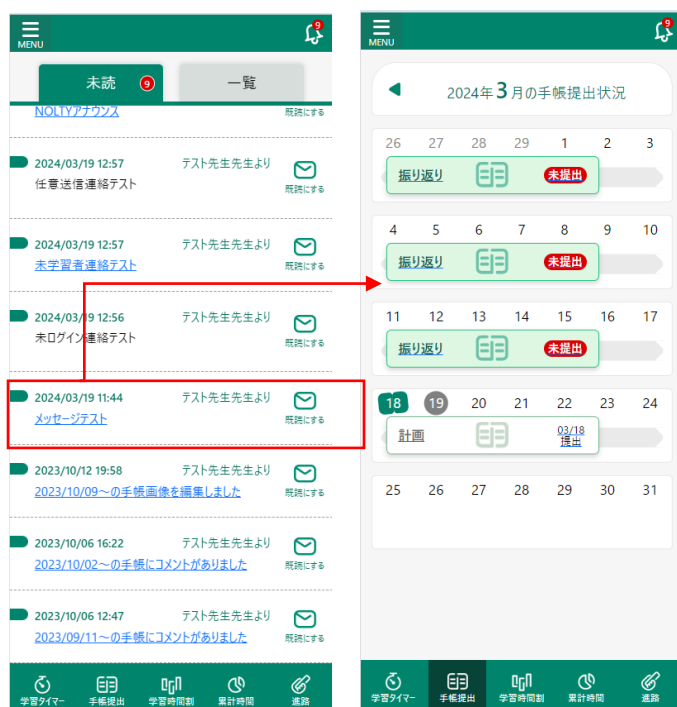 MENU
9
未読 9
一覧
NOLTYアナウンス
既読にする
2024/03/19 12:57 テスト先生先生より
任意送信連絡テスト
既読にする
2024/03/19 12:57 テスト先生先生より
未学習者連絡テスト
既読にする
2024/03/19 12:56 テスト先生先生より
未ログイン連絡テスト
既読にする
2024/03/19 11:44 テスト先生先生より
メッセージテスト
既読にする
2023/10/12 19:58 テスト先生先生より
2023/10/09～の手帳画像を編集しました
既読にする
2023/10/06 16:22 テスト先生先生より
2023/10/02～の手帳にコメントがありました
既読にする
2023/10/06 12:47 テスト先生先生より
2023/09/11～の手帳にコメントがありました
既読にする
学習タイマー 手帳提出 学習時間割 累計時間 進路
MENU
9
2024年3月の手帳提出状況
26 27 28 29 1 2 3
振り返り 未提出
4 5 6 7 8 9 10
振り返り 未提出
11 12 13 14 15 16 17
振り返り 未提出
18 19 20 21 22 23 24
計画 03/18
提出
25 26 27 28 29 30 31
学習タイマー 手帳提出 学習時間割 累計時間 進路